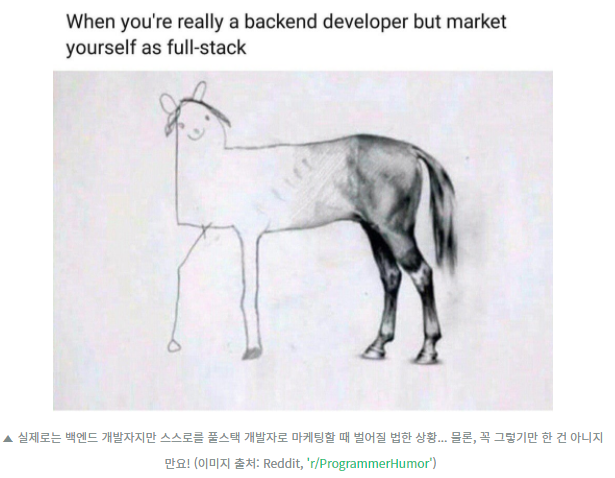 When you're really a backend developer but market
yourself as full-stack
▲ 실제로는 백엔드 개발자지만 스스로를 풀스택 개발자로 마케팅할 때 벌어질 법한 상황... 물론, 꼭 그렇기만 한 건 아니지
만요! (이미지 출처: Reddit, 'r/ProgrammerHumor')